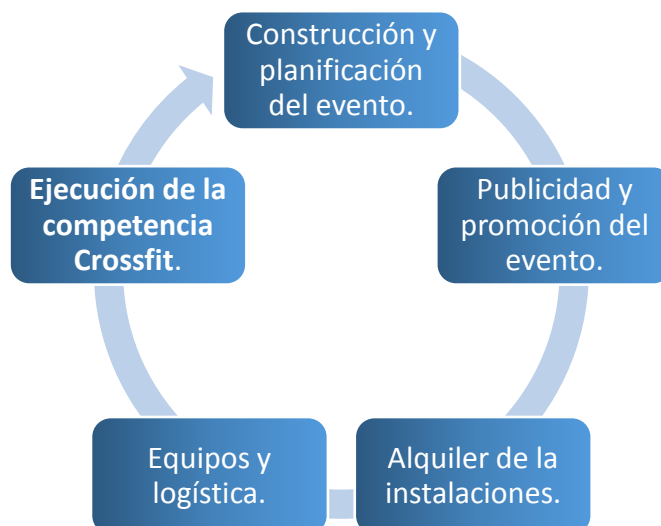 Construcción y
planificación
del evento.
Publicidad y
promoción del
evento.
Alquiler de la
instalaciones.
Equipos y
logística.
Ejecución de la
competencia
Crossfit.